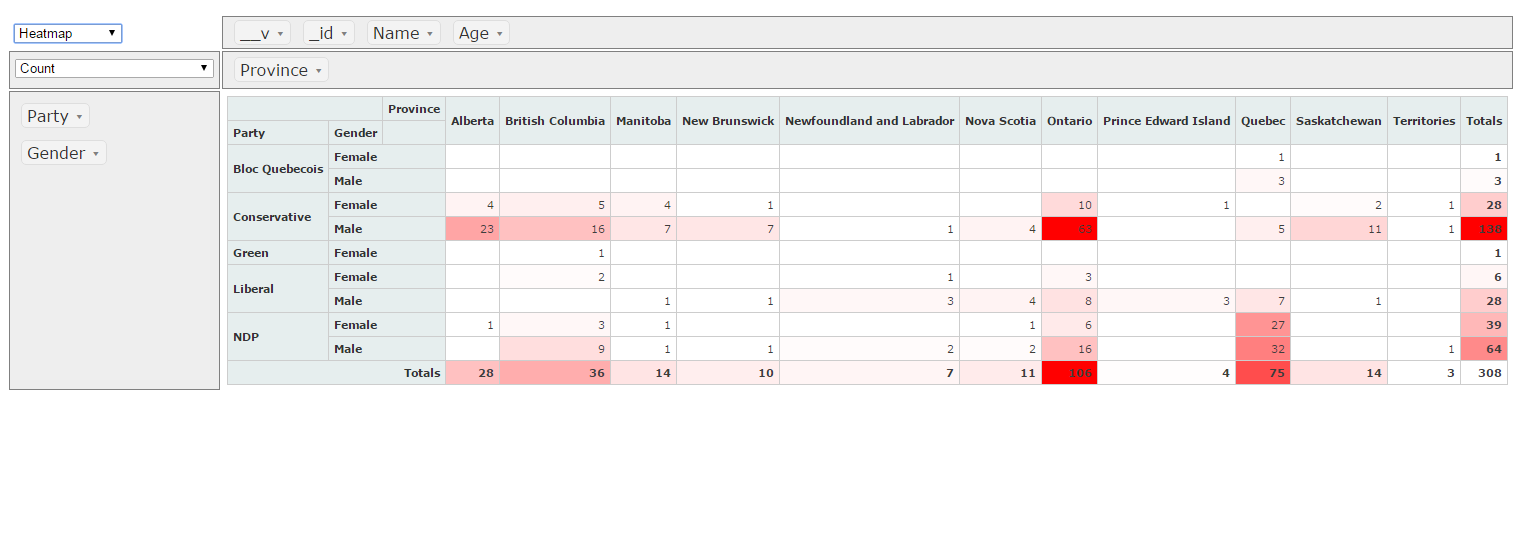 Heatmap ▼ __v ▾ _id ▾ Name ▾ Age ▾
Count ▼ Province ▾
Party ▾
Gender ▾
Province Alberta British Columbia Manitoba New Brunswick Newfoundland and Labrador Nova Scotia Ontario Prince Edward Island Quebec Saskatchewan Territories Totals
Party Gender
Bloc Quebecois Female 1 1
Male 3 3
Conservative Female 4 5 4 1 10 1 2 1 28
Male 23 16 7 7 1 4 63 5 11 1 138
Green Female 1 1
Liberal Female 2 1 3 6
Male 1 1 3 4 8 3 7 1 28
NDP Female 1 3 1 1 6 27 39
Male 9 1 1 2 2 16 32 1 64
Totals 28 36 14 10 7 11 106 4 75 14 3 308